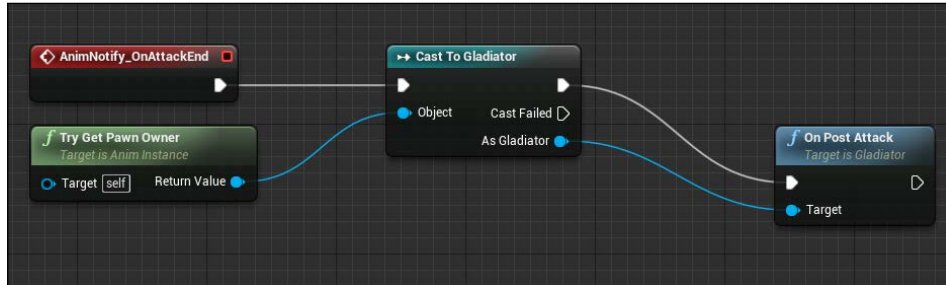 AnimNotify_OnAttackEnd
f Try Get Pawn Owner
Target is Anim Instance
Target self Return Value
Cast To Gladiator
Object Cast Failed
As Gladiator
f On Post Attack
Target is Gladiator
Target